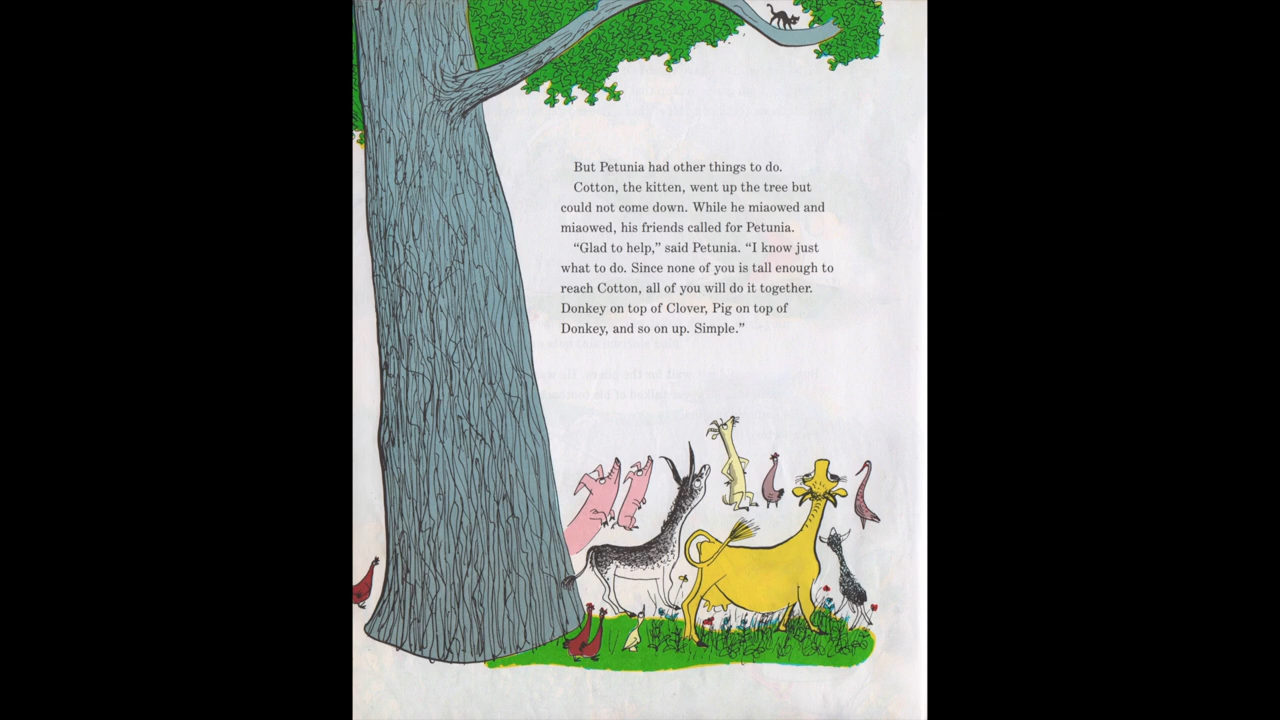 But Petunia had other things to do.
Cotton, the kitten, went up the tree but
could not come down. While he miaowed and
miaowed, his friends called for Petunia.
“Glad to help,” said Petunia. “I know just
what to do. Since none of you is tall enough to
reach Cotton, all of you will do it together.
Donkey on top of Clover, Pig on top of
Donkey, and so on up. Simple.”